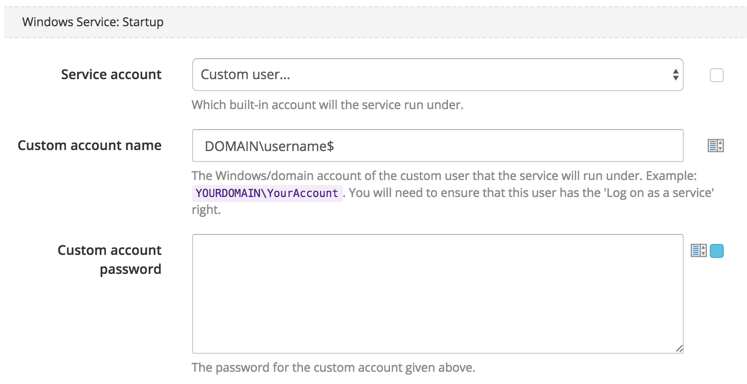 Windows Service: Startup
Service account
Custom user...
Which built-in account will the service run under.
Custom account name
DOMAIN\username$
The Windows/domain account of the custom user that the service will run under. Example:
YOURDOMAIN\YourAccount . You will need to ensure that this user has the 'Log on as a service'
right.
Custom account
password
The password for the custom account given above.